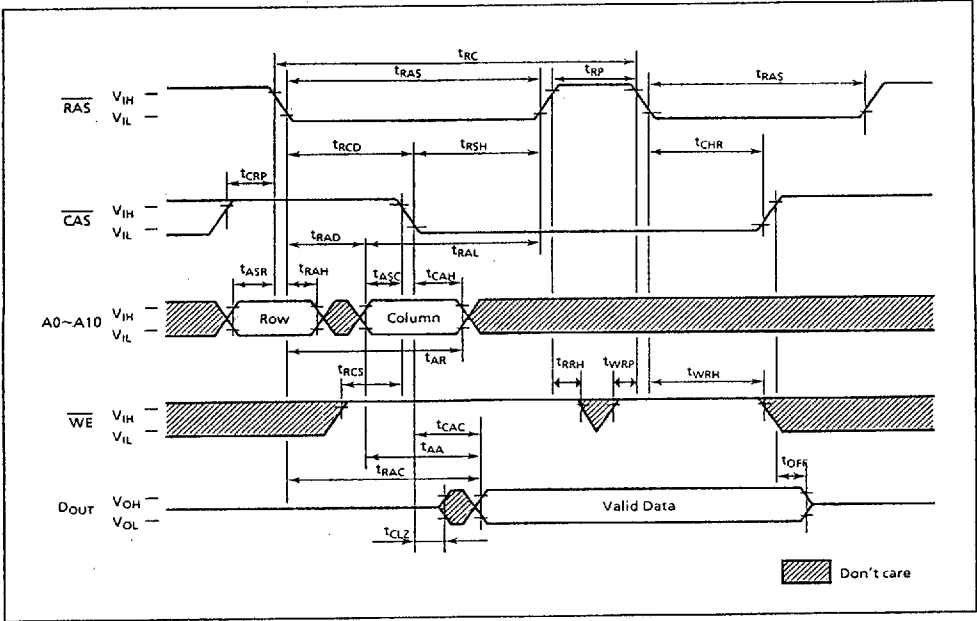 tRC
tRAS tRP tRAS
RAS VIH
VIL
tRCD tRSH tCHR
tCRP
CAS VIH
VIL
tRAD tRAL
tASR tRAH tASC tCAH
A0~A10 VIH
VIL
Row Column
tAR
tRCS tRRH tWRP tWRH
WE VIH
VIL
tCAC
tAA
tRAC tOFF
DOUT VOH
VOL
Valid Data
tCLZ
Don't care